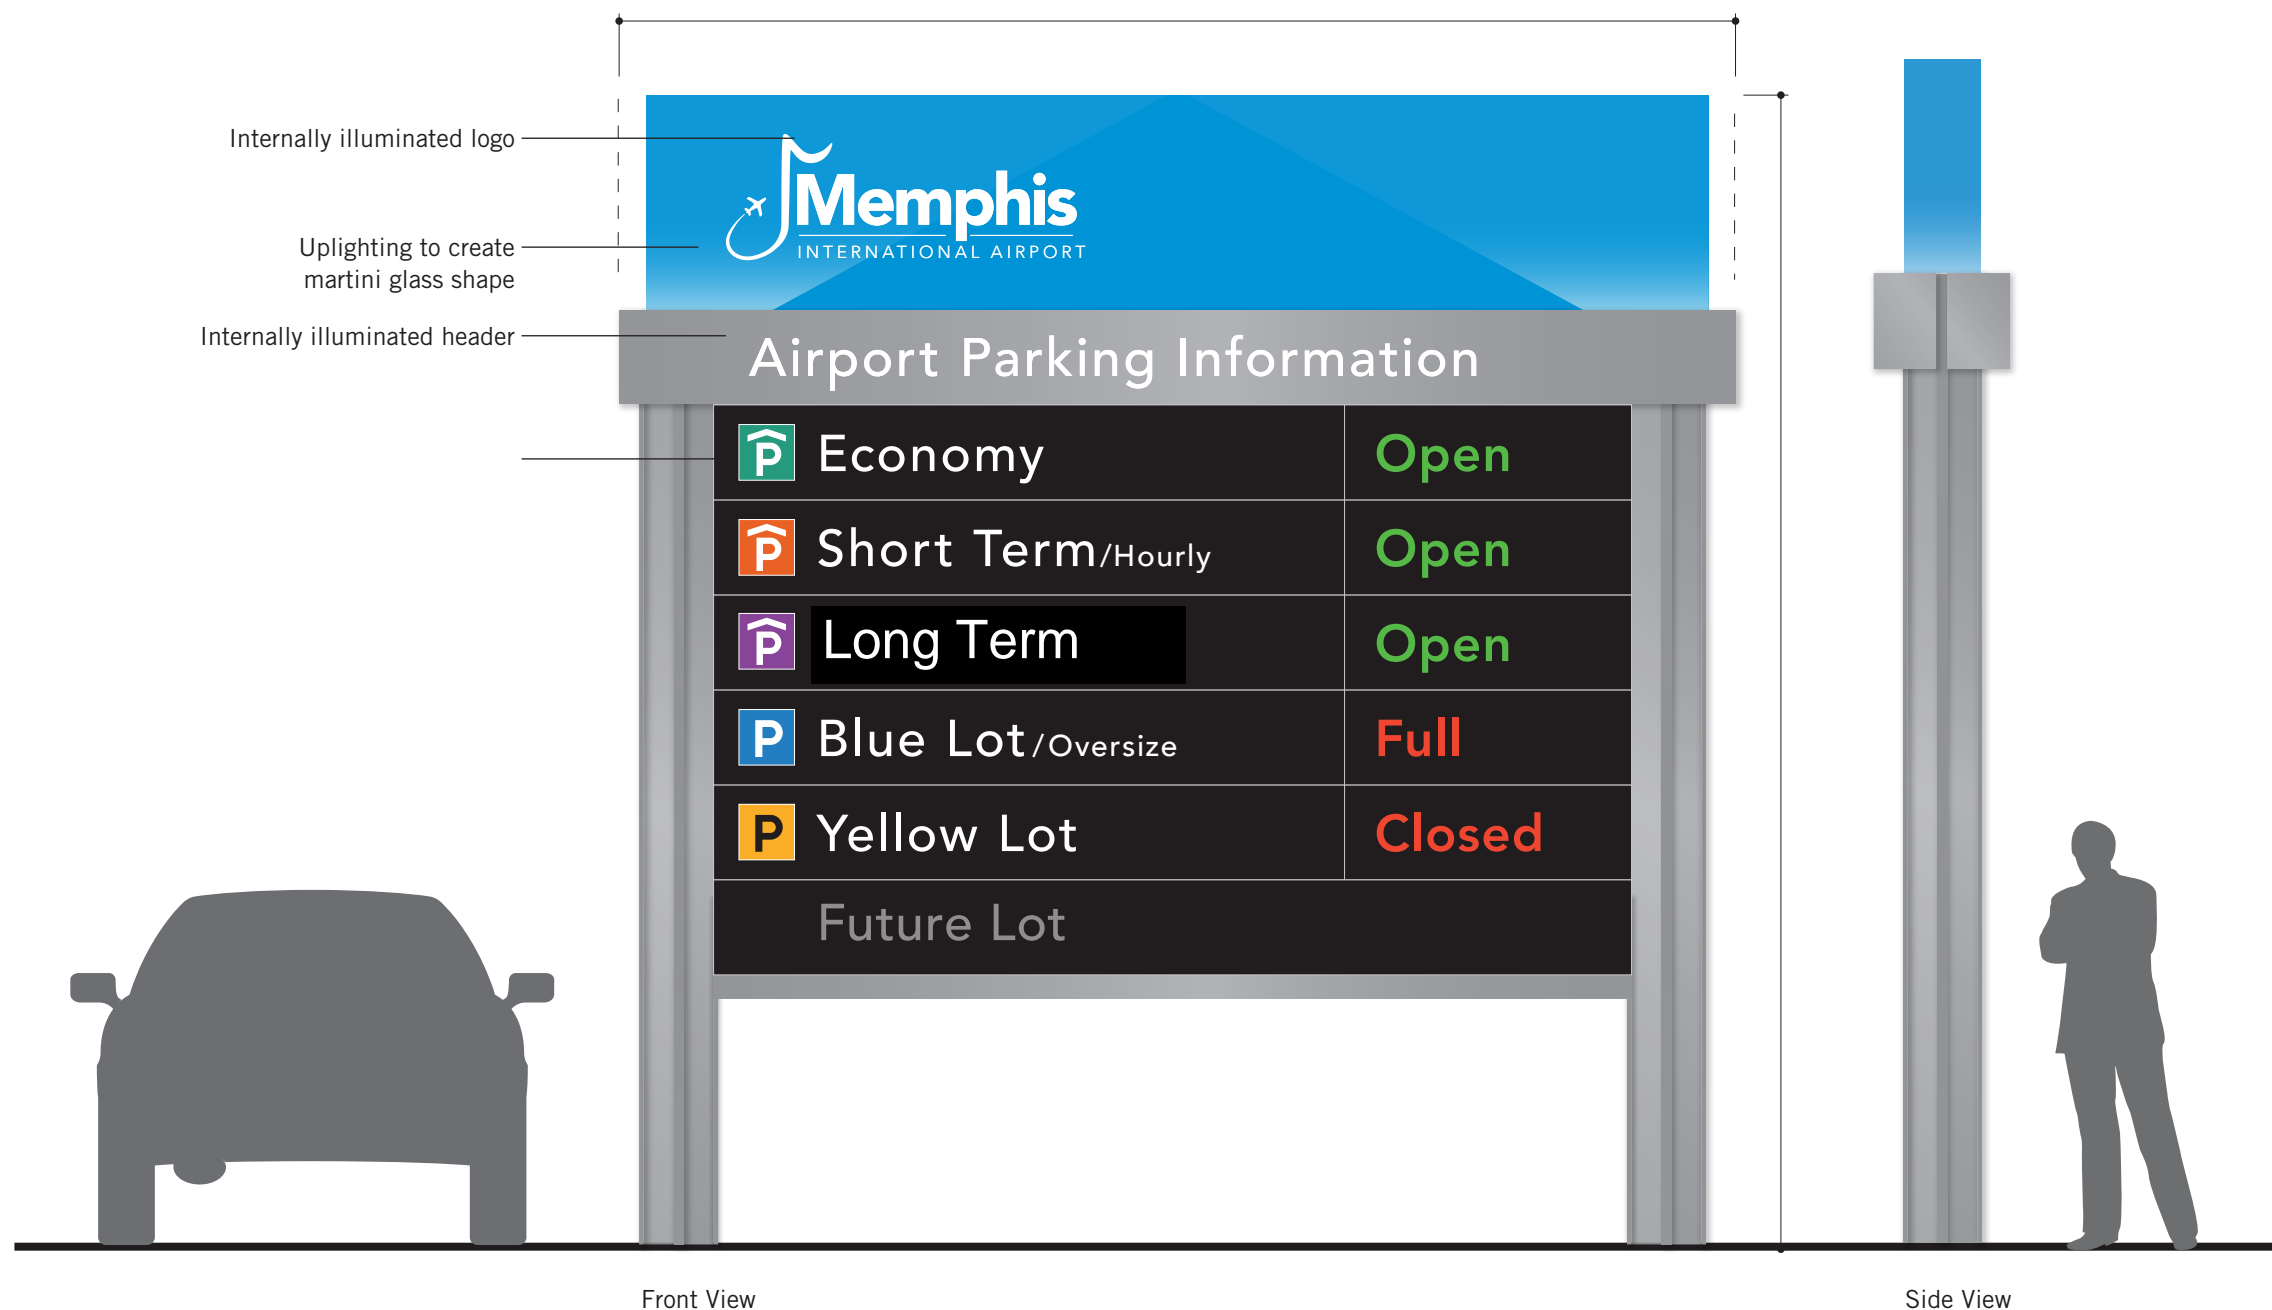 Internally illuminated logo
Uplighting to create
martini glass shape
Internally illuminated header
Memphis
INTERNATIONAL AIRPORT
Airport Parking Information
P Economy Open
P Short Term/Hourly Open
P Long Term Open
P Blue Lot/Oversize Full
P Yellow Lot Closed
Future Lot
Front View
Side View